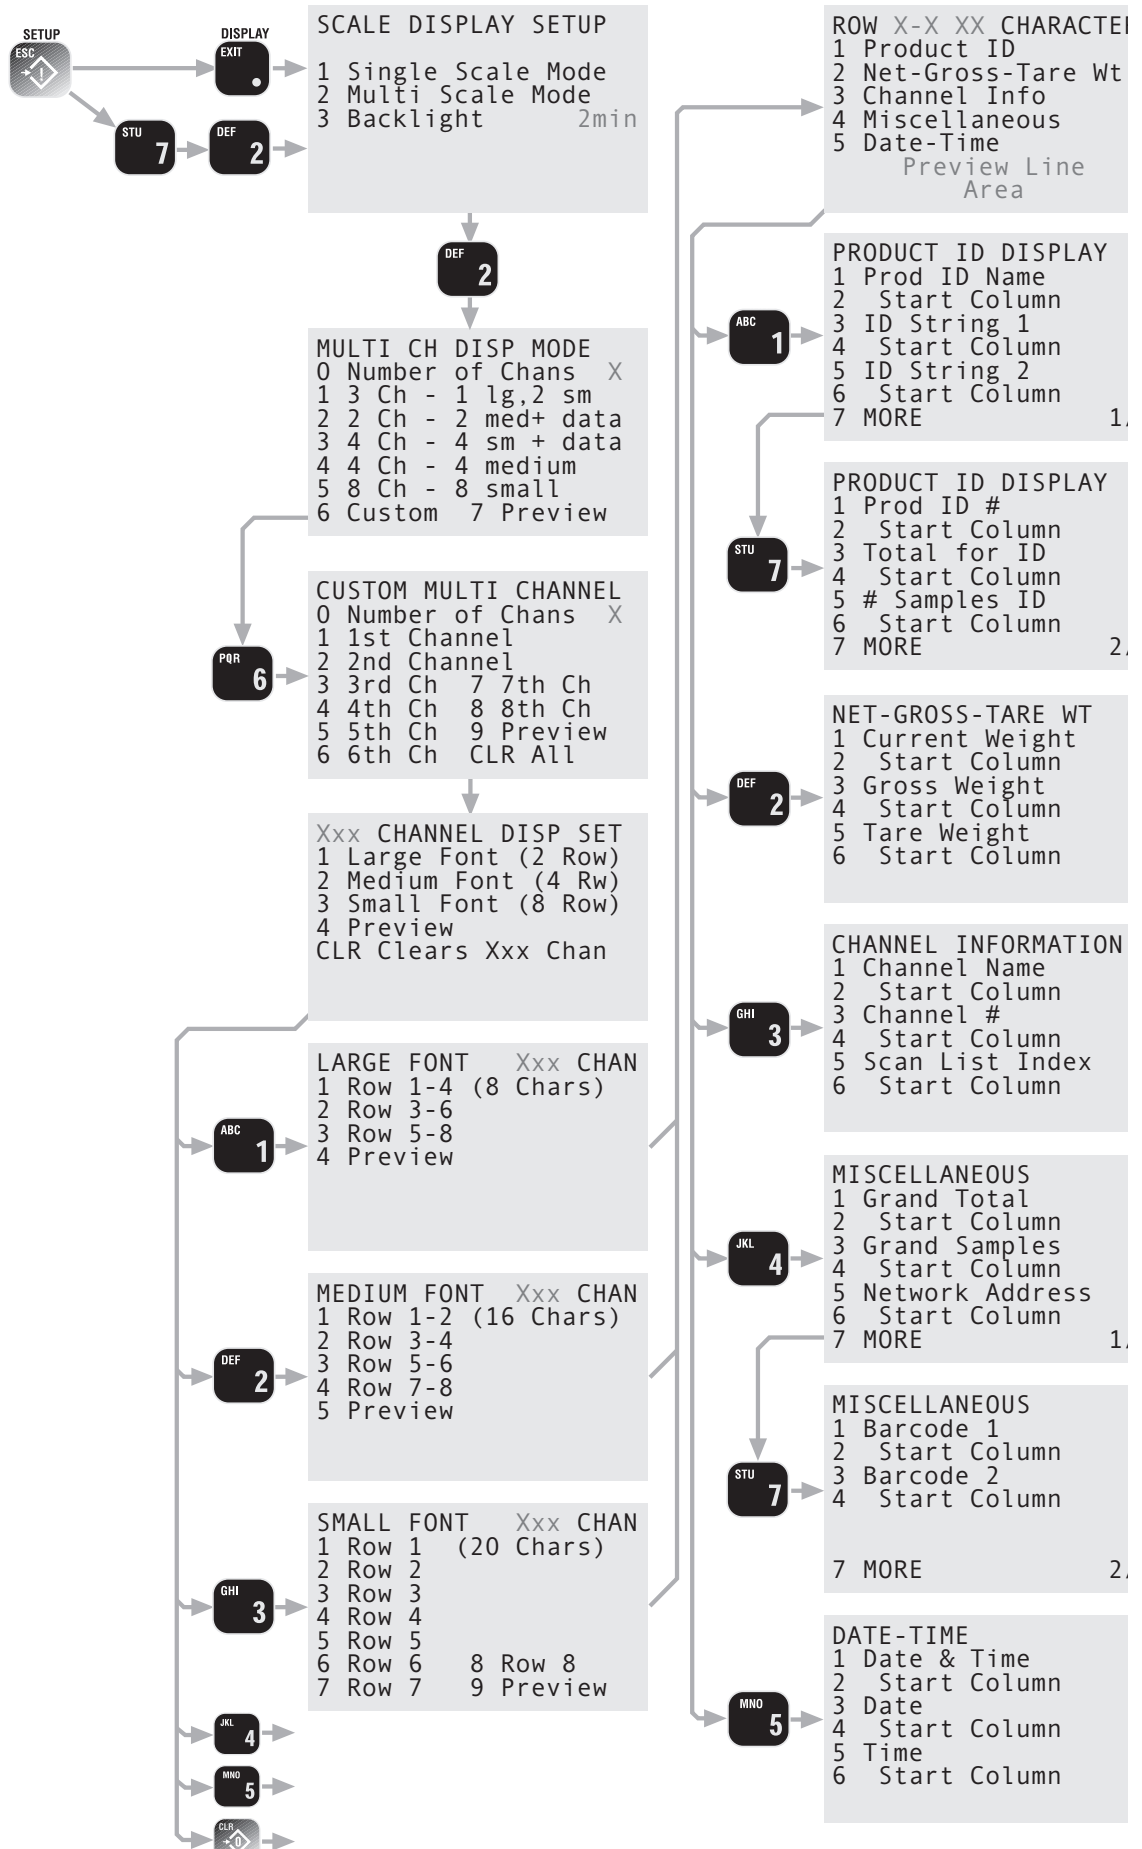 SETUP
ESC
DISPLAY
EXIT
STU 7
DEF 2
SCALE DISPLAY SETUP
1 Single Scale Mode
2 Multi Scale Mode
3 Backlight 2min
DEF 2
MULTI CH DISP MODE
0 Number of Chans X
1 3 Ch - 1 lg,2 sm
2 2 Ch - 2 med+ data
3 4 Ch - 4 sm + data
4 4 Ch - 4 medium
5 8 Ch - 8 small
6 Custom 7 Preview
PQR 6
CUSTOM MULTI CHANNEL
0 Number of Chans X
1 1st Channel
2 2nd Channel
3 3rd Ch 7 7th Ch
4 4th Ch 8 8th Ch
5 5th Ch 9 Preview
6 6th Ch CLR All
Xxx CHANNEL DISP SET
1 Large Font (2 Row)
2 Medium Font (4 Rw)
3 Small Font (8 Row)
4 Preview
CLR Clears Xxx Chan
ABC 1
LARGE FONT Xxx CHAN
1 Row 1-4 (8 Chars)
2 Row 3-6
3 Row 5-8
4 Preview
DEF 2
MEDIUM FONT Xxx CHAN
1 Row 1-2 (16 Chars)
2 Row 3-4
3 Row 5-6
4 Row 7-8
5 Preview
GHI 3
SMALL FONT Xxx CHAN
1 Row 1 (20 Chars)
2 Row 2
3 Row 3
4 Row 4
5 Row 5
6 Row 6 8 Row 8
7 Row 7 9 Preview
JKL 4
MNO 5
CLR 0
ROW X-X XX CHARACTE
1 Product ID
2 Net-Gross-Tare Wt
3 Channel Info
4 Miscellaneous
5 Date-Time
Preview Line
Area
ABC 1
PRODUCT ID DISPLAY
1 Prod ID Name
2 Start Column
3 ID String 1
4 Start Column
5 ID String 2
6 Start Column
7 MORE 1/
STU 7
PRODUCT ID DISPLAY
1 Prod ID #
2 Start Column
3 Total for ID
4 Start Column
5 # Samples ID
6 Start Column
7 MORE 2/
DEF 2
NET-GROSS-TARE WT
1 Current Weight
2 Start Column
3 Gross Weight
4 Start Column
5 Tare Weight
6 Start Column
GHI 3
CHANNEL INFORMATION
1 Channel Name
2 Start Column
3 Channel #
4 Start Column
5 Scan List Index
6 Start Column
JKL 4
MISCELLANEOUS
1 Grand Total
2 Start Column
3 Grand Samples
4 Start Column
5 Network Address
6 Start Column
7 MORE 1/
STU 7
MISCELLANEOUS
1 Barcode 1
2 Start Column
3 Barcode 2
4 Start Column
7 MORE 2/
MNO 5
DATE-TIME
1 Date & Time
2 Start Column
3 Date
4 Start Column
5 Time
6 Start Column